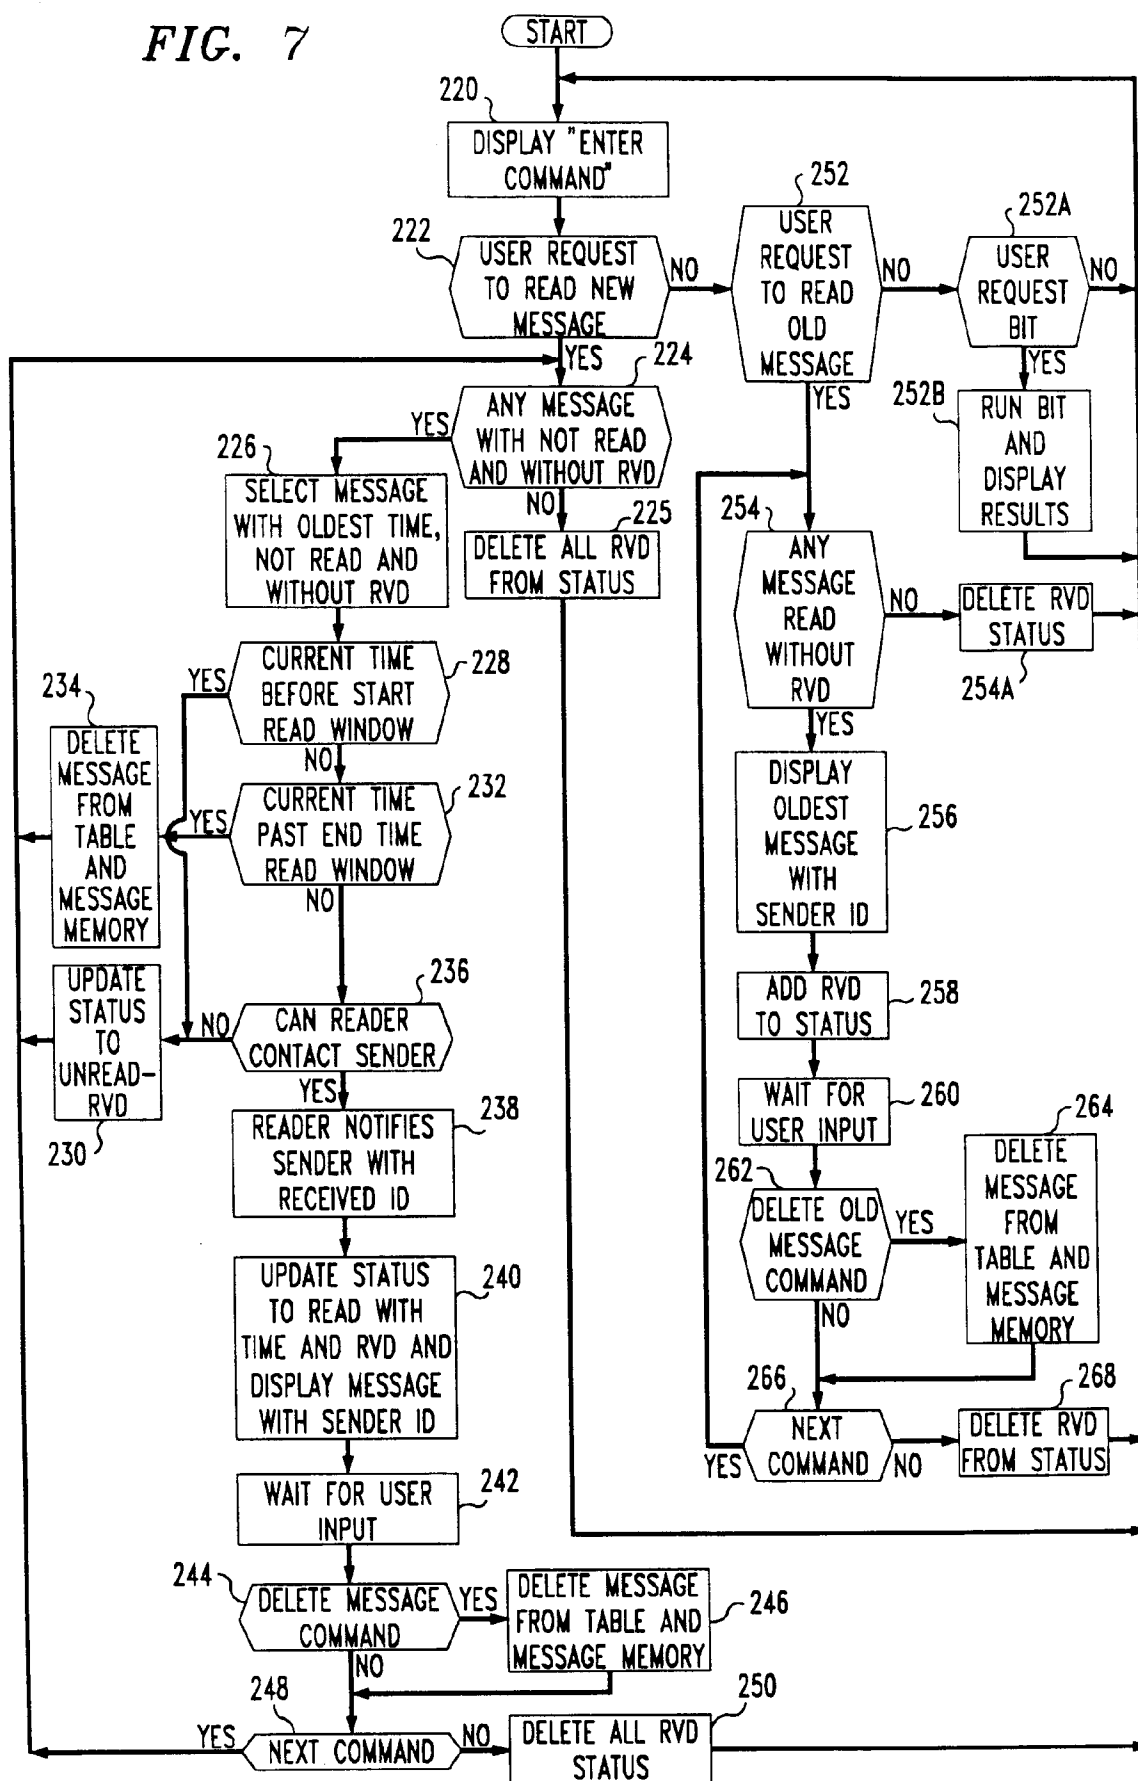 FIG. 7
START
220
DISPLAY "ENTER
COMMAND"
222
USER REQUEST
TO READ NEW
MESSAGE
NO
YES
252
USER
REQUEST
TO READ
OLD
MESSAGE
NO
YES
252A
USER
REQUEST
BIT
NO
YES
252B
RUN BIT
AND
DISPLAY
RESULTS
224
ANY MESSAGE
WITH NOT READ
AND WITHOUT RVD
YES
NO
225
DELETE ALL RVD
FROM STATUS
226
SELECT MESSAGE
WITH OLDEST TIME,
NOT READ AND
WITHOUT RVD
228
CURRENT TIME
BEFORE START
READ WINDOW
YES
NO
232
CURRENT TIME
PAST END TIME
READ WINDOW
YES
NO
234
DELETE
MESSAGE
FROM
TABLE
AND
MESSAGE
MEMORY
236
CAN READER
CONTACT SENDER
NO
YES
UPDATE
STATUS
TO
UNREAD-
RVD
230
238
READER NOTIFIES
SENDER WITH
RECEIVED ID
240
UPDATE STATUS
TO READ WITH
TIME AND RVD AND
DISPLAY MESSAGE
WITH SENDER ID
242
WAIT FOR USER
INPUT
244
DELETE MESSAGE
COMMAND
YES
NO
246
DELETE MESSAGE
FROM TABLE AND
MESSAGE MEMORY
248
NEXT COMMAND
YES
NO
250
DELETE ALL RVD
STATUS
254
ANY
MESSAGE
READ
WITHOUT
RVD
NO
YES
DELETE RVD
STATUS
254A
256
DISPLAY
OLDEST
MESSAGE
WITH
SENDER ID
258
ADD RVD
TO STATUS
260
WAIT FOR
USER INPUT
262
DELETE OLD
MESSAGE
COMMAND
YES
NO
264
DELETE
MESSAGE
FROM
TABLE AND
MESSAGE
MEMORY
266
NEXT
COMMAND
YES
NO
268
DELETE RVD
FROM STATUS